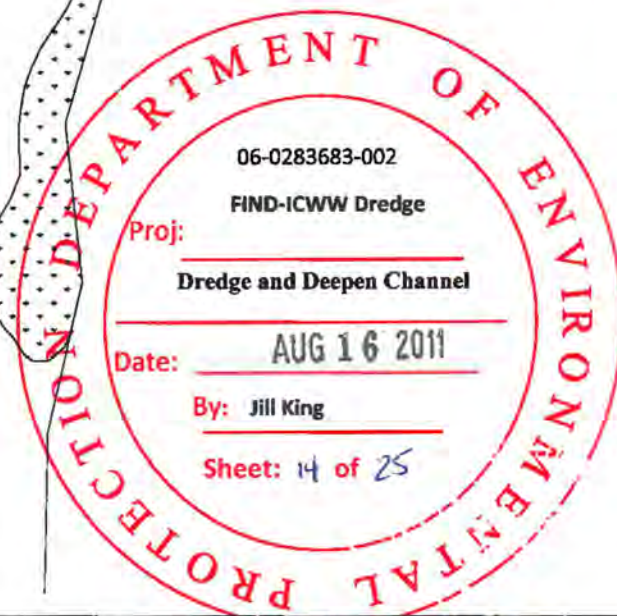 DEPARTMENT OF ENVIRONMENTAL PROTECTION
06-0283683-002
FIND-ICWW Dredge
Proj:
Dredge and Deepen Channel
Date: AUG 16 2011
By: Jill King
Sheet: 14 of 25